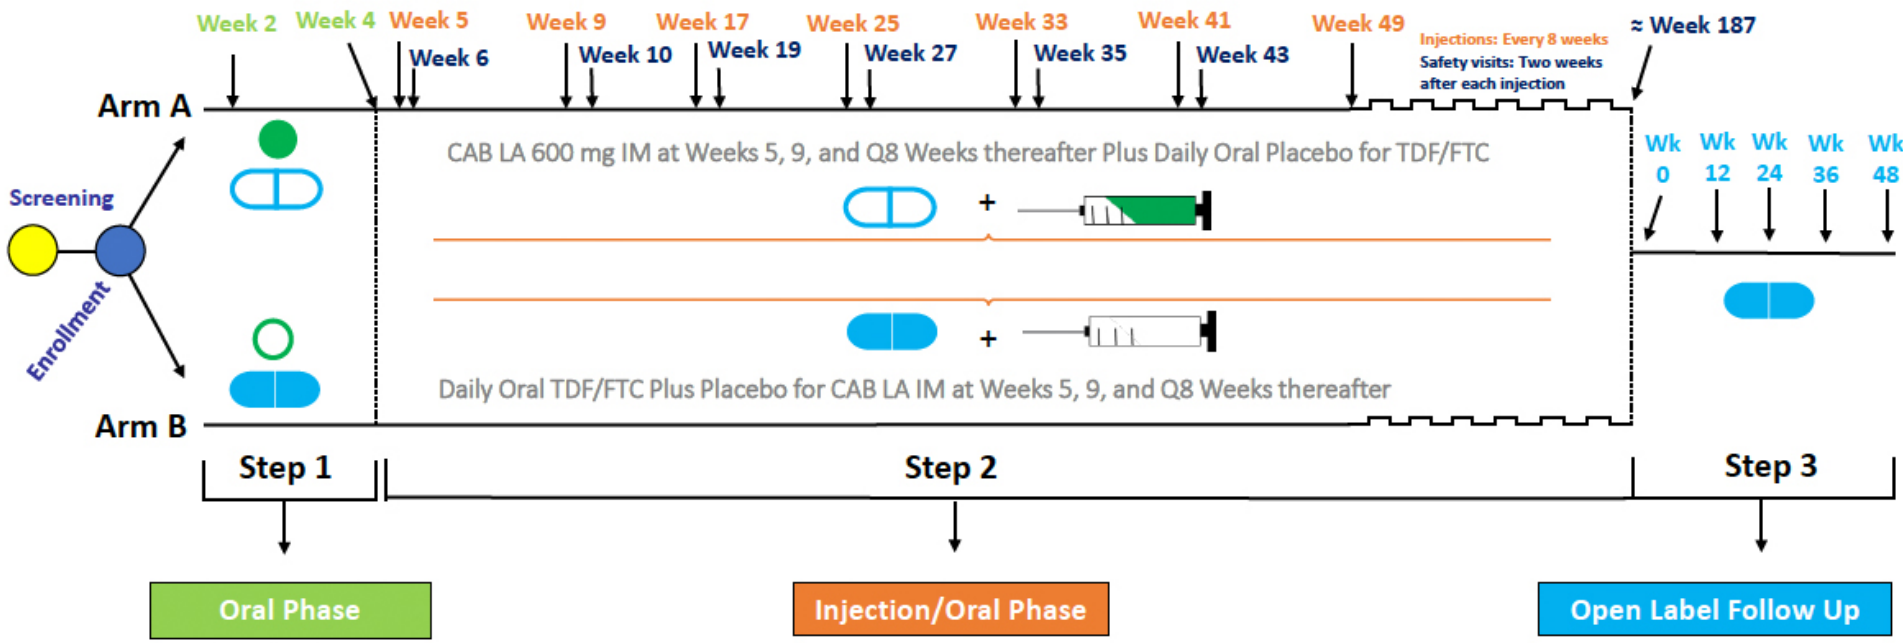 Week 2
Week 4
Week 5
Week 9
Week 17
Week 25
Week 33
Week 41
Week 49
≈ Week 187
Week 6
Week 10
Week 19
Week 27
Week 35
Week 43
Injections: Every 8 weeks
Safety visits: Two weeks
after each injection
Arm A
CAB LA 600 mg IM at Weeks 5, 9, and Q8 Weeks thereafter Plus Daily Oral Placebo for TDF/FTC
Wk
0
Wk
12
Wk
24
Wk
36
Wk
48
Screening
+
Enrollment
+
Daily Oral TDF/FTC Plus Placebo for CAB LA IM at Weeks 5, 9, and Q8 Weeks thereafter
Arm B
Step 1
Step 2
Step 3
Oral Phase
Injection/Oral Phase
Open Label Follow Up